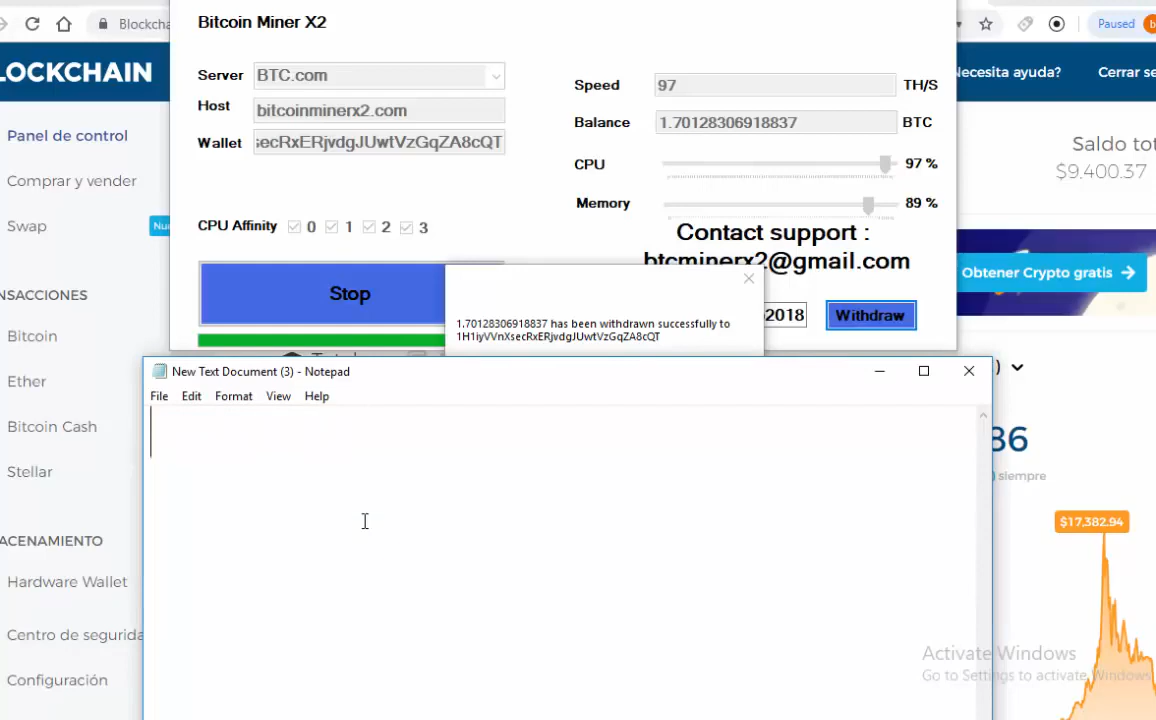 Bitcoin Miner X2
Blockcha
Paused
LOCKCHAIN
Necesita ayuda?
Cerrar se
Server BTC.com
Host bitcoinminerx2.com
Wallet secRxERjvdgJUwtVzGqZA8cQT
Speed 97 TH/S
Balance 1.70128306918837 BTC
CPU 97 %
Memory 89 %
CPU Affinity 0 1 2 3
Contact support :
btcminerx2@gmail.com
Stop
2018
Withdraw
1.70128306918837 has been withdrawn successfully to
1H1iyVVnXsecRxERjvdgJUwtVzGqZA8cQT
Panel de control
Comprar y vender
Swap
NSACCIONES
Bitcoin
Ether
Bitcoin Cash
Stellar
ACENAMIENTO
Hardware Wallet
Centro de segurida
Configuración
Saldo tot
$9.400.37
Obtener Crypto gratis
New Text Document (3) - Notepad
File Edit Format View Help
)
86
siempre
$17,382.94
Activate Windows
Go to Settings to activate Windows.